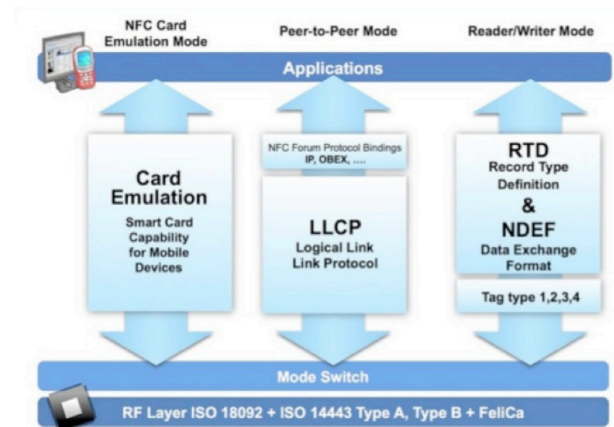 NFC Card
Emulation Mode
Peer-to-Peer Mode
Reader/Writer Mode
Applications
Card
Emulation
Smart Card
Capability
for Mobile
Devices
NFC Forum Protocol Bindings
IP, OBEX, ....
LLCP
Logical Link
Link Protocol
RTD
Record Type
Definition
&
NDEF
Data Exchange
Format
Tag type 1,2,3,4
Mode Switch
RF Layer ISO 18092 + ISO 14443 Type A, Type B + FeliCa